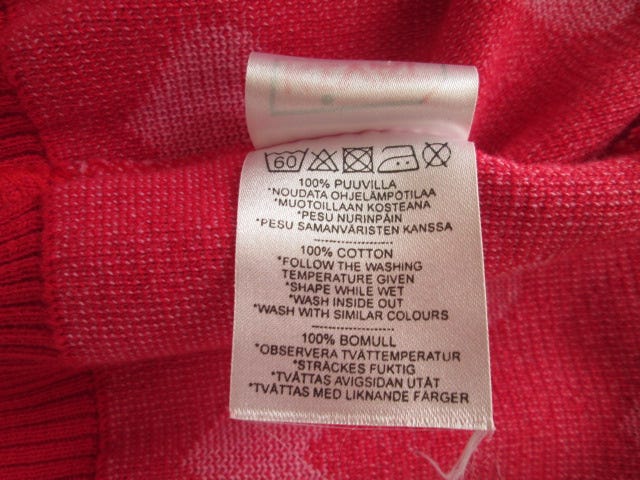 60
100% PUUVILLA
*NOUDATA OHJELÄMPÖTILAA
*MUOTOILLAAN KOSTEANA
*PESU NURINPÄIN
*PESU SAMANVÄRISTEN KANSSA
100% COTTON
*FOLLOW THE WASHING
TEMPERATURE GIVEN
*SHAPE WHILE WET
*WASH INSIDE OUT
*WASH WITH SIMILAR COLOURS
100% BOMULL
*OBSERVERA TVÄTTEMPERATUR
*STRÄCKES FUKTIG
*TVÄTTAS AVIGSIDAN UTÅT
*TVÄTTAS MED LIKNANDE FÄRGER